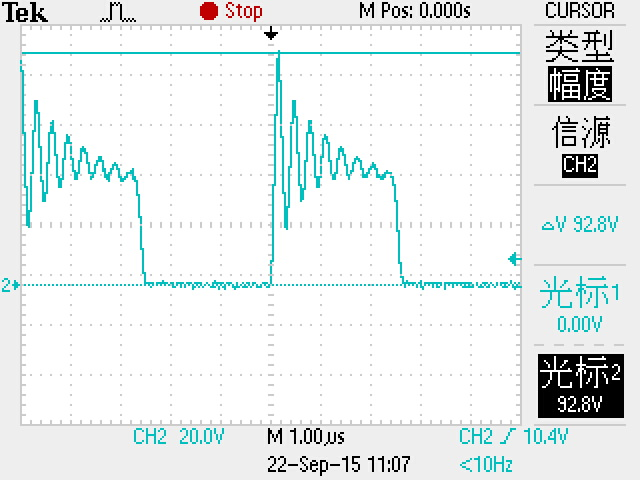 Tek Stop M Pos: 0.000s CURSOR
类型
幅度
信源
CH2
△V 92.8V
2
光标1
0.00V
光标2
92.8V
CH2 20.0V M 1.00µs CH2 10.4V
22-Sep-15 11:07 <10Hz